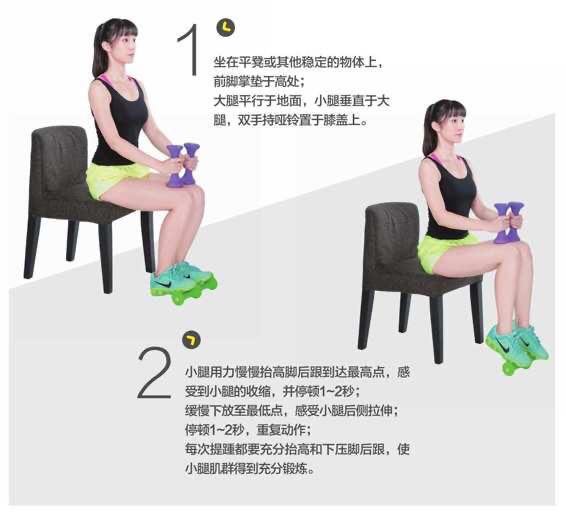 1
坐在平凳或其他稳定的物体上，
前脚掌垫于高处；
大腿平行于地面，小腿垂直于大
腿，双手持哑铃置于膝盖上。
2
小腿用力慢慢抬高脚后跟到达最高点，感
受到小腿的收缩，并停顿1~2秒；
缓慢下放至最低点，感受小腿后侧拉伸；
停顿1~2秒，重复动作；
每次提踵都要充分抬高和下压脚后跟，使
小腿肌群得到充分锻炼。